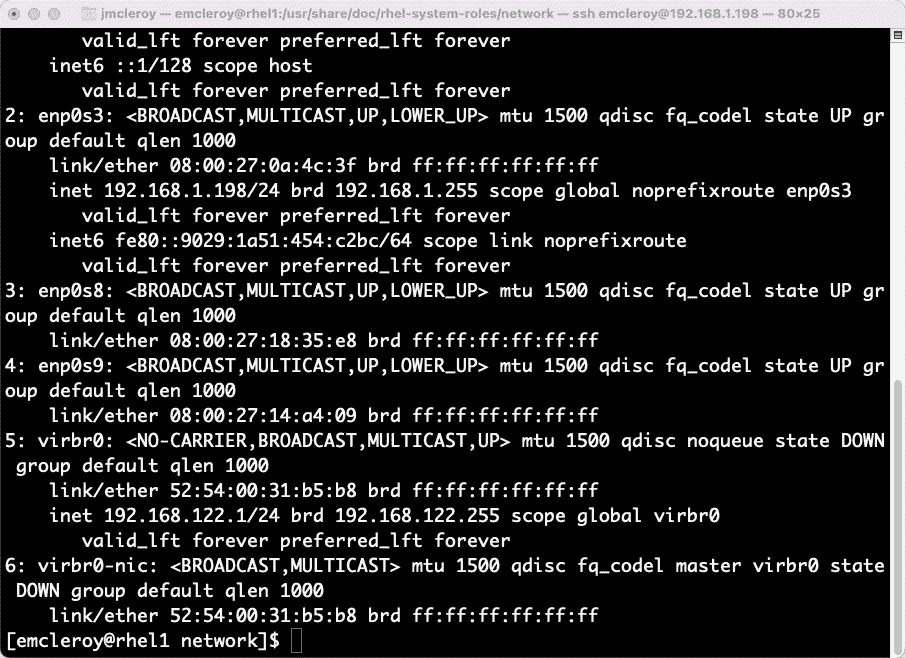 jmcleroy — emcleroy@rhel1:/usr/share/doc/rhel-system-roles/network — ssh emcleroy@192.168.1.198 — 80×25
valid_lft forever preferred_lft forever
inet6 ::1/128 scope host
valid_lft forever preferred_lft forever
2: enp0s3: <BROADCAST,MULTICAST,UP,LOWER_UP> mtu 1500 qdisc fq_codel state UP gr
oup default qlen 1000
link/ether 08:00:27:0a:4c:3f brd ff:ff:ff:ff:ff:ff
inet 192.168.1.198/24 brd 192.168.1.255 scope global noprefixroute enp0s3
valid_lft forever preferred_lft forever
inet6 fe80::9029:1a51:454:c2bc/64 scope link noprefixroute
valid_lft forever preferred_lft forever
3: enp0s8: <BROADCAST,MULTICAST,UP,LOWER_UP> mtu 1500 qdisc fq_codel state UP gr
oup default qlen 1000
link/ether 08:00:27:18:35:e8 brd ff:ff:ff:ff:ff:ff
4: enp0s9: <BROADCAST,MULTICAST,UP,LOWER_UP> mtu 1500 qdisc fq_codel state UP gr
oup default qlen 1000
link/ether 08:00:27:14:a4:09 brd ff:ff:ff:ff:ff:ff
5: virbr0: <NO-CARRIER,BROADCAST,MULTICAST,UP> mtu 1500 qdisc noqueue state DOWN
group default qlen 1000
link/ether 52:54:00:31:b5:b8 brd ff:ff:ff:ff:ff:ff
inet 192.168.122.1/24 brd 192.168.122.255 scope global virbr0
valid_lft forever preferred_lft forever
6: virbr0-nic: <BROADCAST,MULTICAST> mtu 1500 qdisc fq_codel master virbr0 state
DOWN group default qlen 1000
link/ether 52:54:00:31:b5:b8 brd ff:ff:ff:ff:ff:ff
[emcleroy@rhel1 network]$